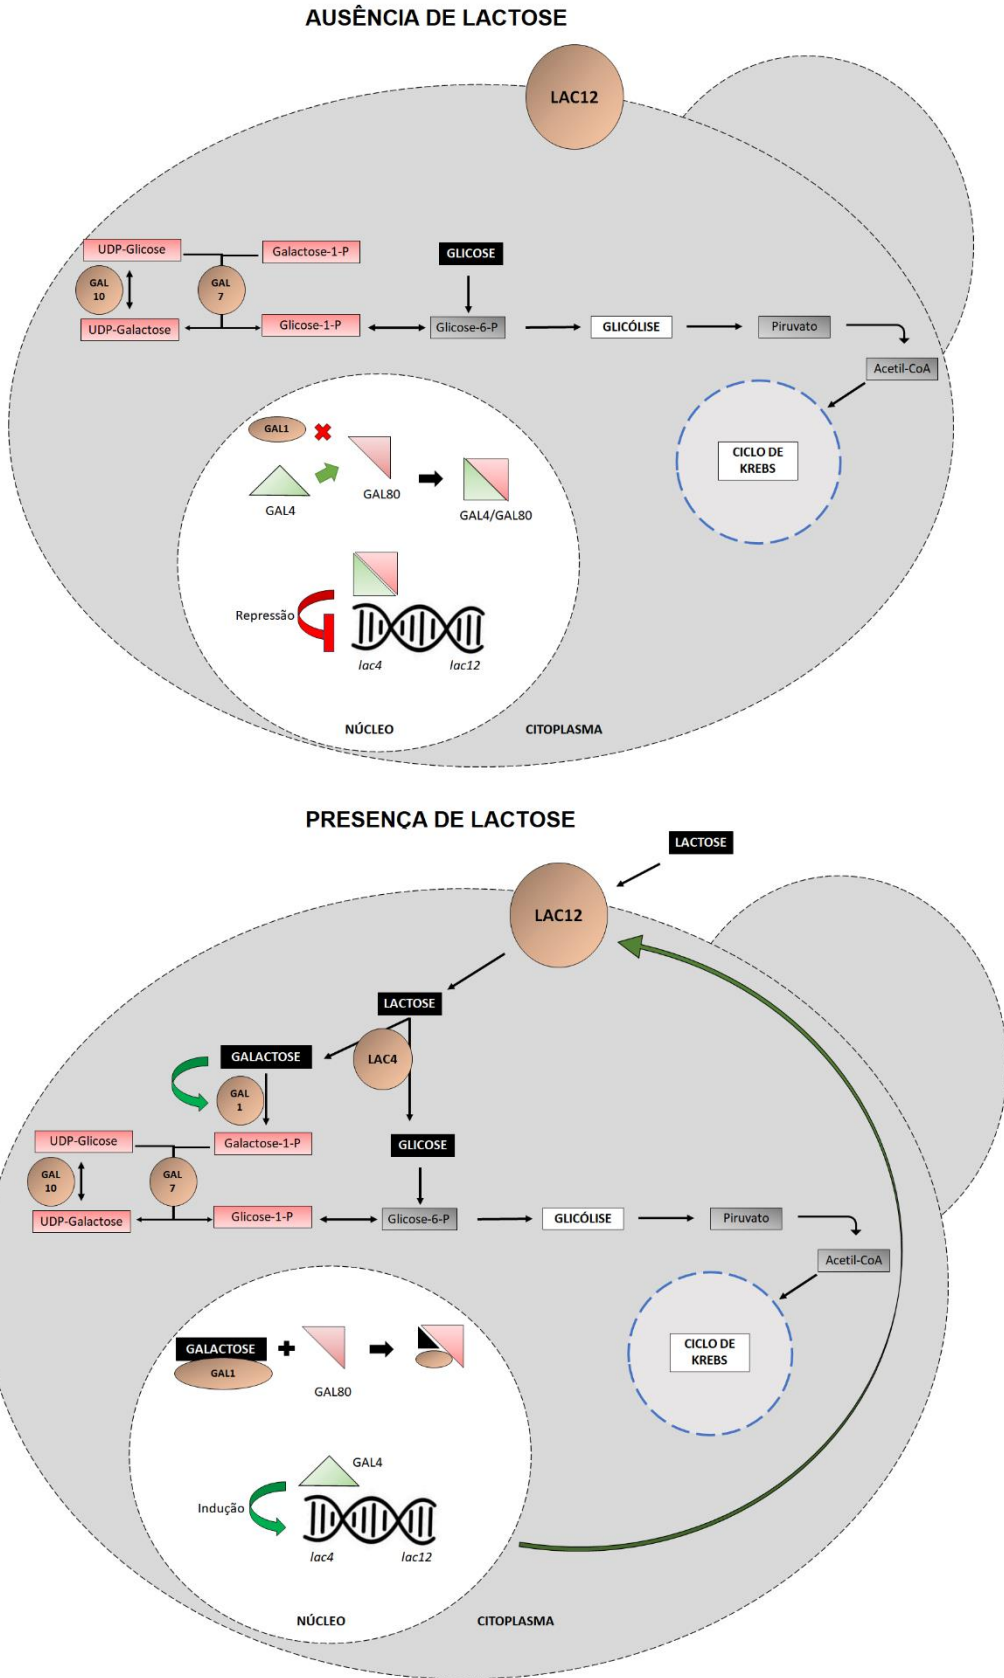 AUSÊNCIA DE LACTOSE
LAC12
UDP-Glicose
Galactose-1-P
GLICOSE
GAL
10
GAL
7
UDP-Galactose
Glicose-1-P
Glicose-6-P
GLICÓLISE
Piruvato
Acetil-CoA
GAL1
GAL4
GAL80
GAL4/GAL80
CICLO DE
KREBS
Repressão
lac4
lac12
NÚCLEO
CITOPLASMA
PRESENÇA DE LACTOSE
LACTOSE
LAC12
LACTOSE
GALACTOSE
LAC4
GAL
1
UDP-Glicose
Galactose-1-P
GLICOSE
GAL
10
GAL
7
UDP-Galactose
Glicose-1-P
Glicose-6-P
GLICÓLISE
Piruvato
Acetil-CoA
GALACTOSE
GAL1
GAL80
CICLO DE
KREBS
GAL4
Indução
lac4
lac12
NÚCLEO
CITOPLASMA